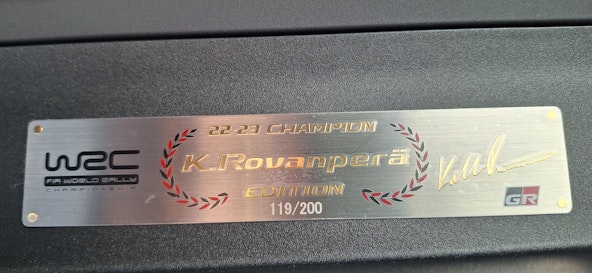 22-23 CHAMPION
WRC
FIA WORLD RALLY
CHAMPIONSHIP
K.Rovanperä
EDITION
119/200
GR